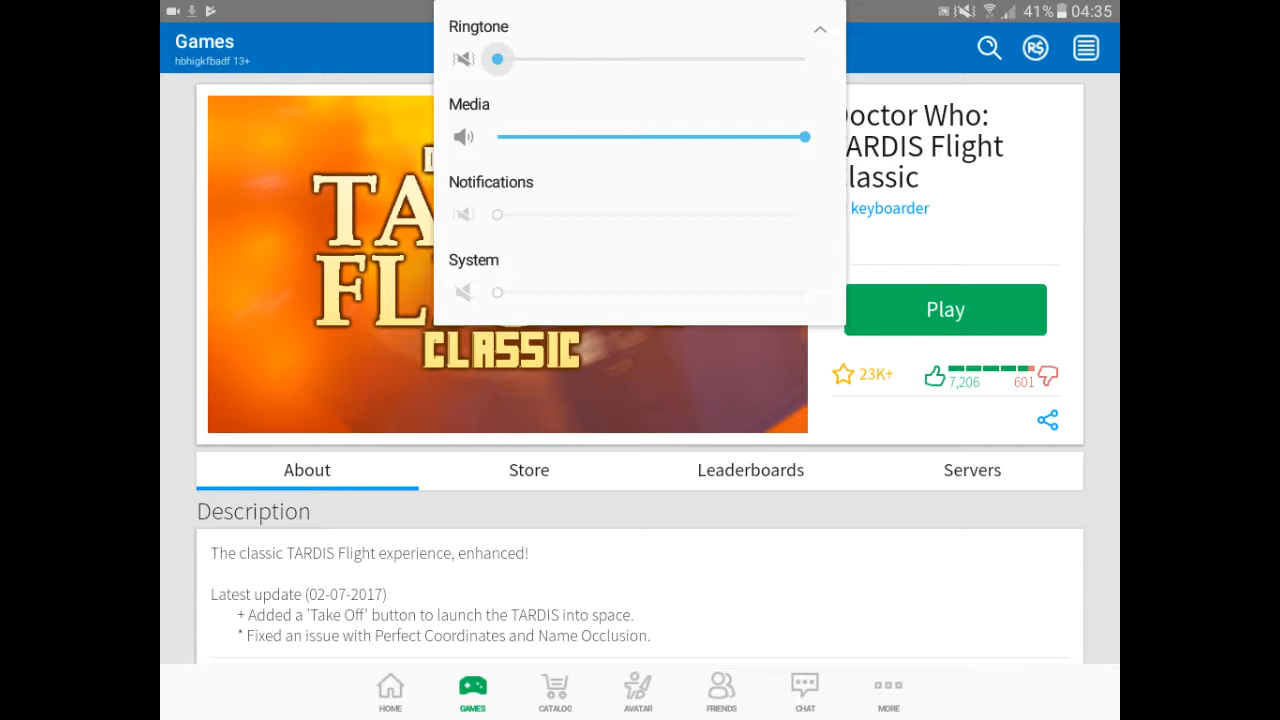 41% 04:35
Games
hbhigkfbadf 13+
R$
Ringtone
Media
Notifications
System
TA
FL
CLASSIC
Doctor Who:
TARDIS Flight
Classic
keyboarder
Play
23K+
7,206
601
About Store Leaderboards Servers
Description
The classic TARDIS Flight experience, enhanced!
Latest update (02-07-2017)
+ Added a 'Take Off' button to launch the TARDIS into space.
* Fixed an issue with Perfect Coordinates and Name Occlusion.
HOME GAMES CATALOG AVATAR FRIENDS CHAT MORE